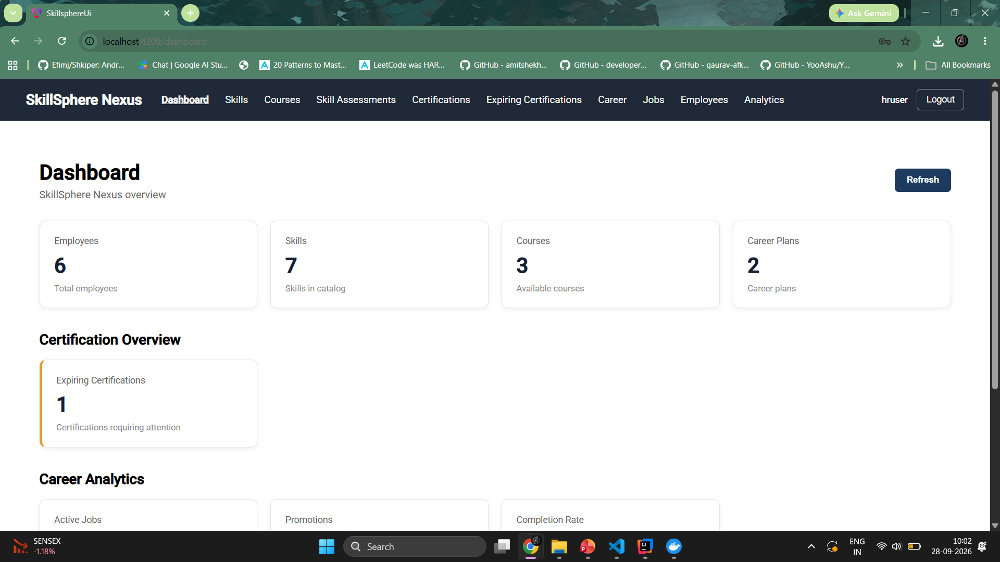 SkillsphereUi
Ask Gemini
localhost:4200/dashboard
Efimj/Shkiper: Andr...
Chat | Google AI Stu...
20 Patterns to Mast...
LeetCode was HAR...
GitHub - amitshekh...
GitHub - developer...
GitHub - gaurav-afk...
GitHub - YooAshu/Y...
All Bookmarks
SkillSphere Nexus Dashboard Skills Courses Skill Assessments Certifications Expiring Certifications Career Jobs Employees Analytics hruser Logout
Dashboard
SkillSphere Nexus overview
Refresh
Employees
6
Total employees
Skills
7
Skills in catalog
Courses
3
Available courses
Career Plans
2
Career plans
Certification Overview
Expiring Certifications
1
Certifications requiring attention
Career Analytics
Active Jobs
Promotions
Completion Rate
SENSEX
-1.18%
Search
ENG
IN
10:02
28-09-2026